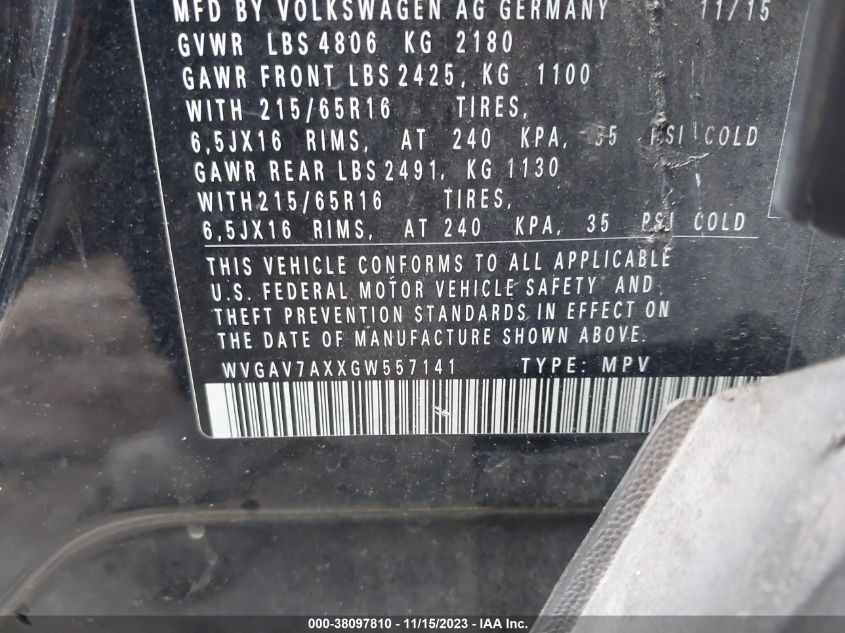 MFD BY VOLKSWAGEN AG GERMANY 11/15
GVWR LBS 4806 KG 2180
GAWR FRONT LBS 2425, KG 1100
WITH 215/65R16 TIRES,
6,5JX16 RIMS, AT 240 KPA, 35 PSI COLD
GAWR REAR LBS 2491, KG 1130
WITH 215/65R16 TIRES,
6,5JX16 RIMS, AT 240 KPA, 35 PSI COLD
THIS VEHICLE CONFORMS TO ALL APPLICABLE
U.S. FEDERAL MOTOR VEHICLE SAFETY AND
THEFT PREVENTION STANDARDS IN EFFECT ON
THE DATE OF MANUFACTURE SHOWN ABOVE.
WVGAV7AXXGW557141 TYPE: MPV
000-38097810 - 11/15/2023 - IAA Inc.